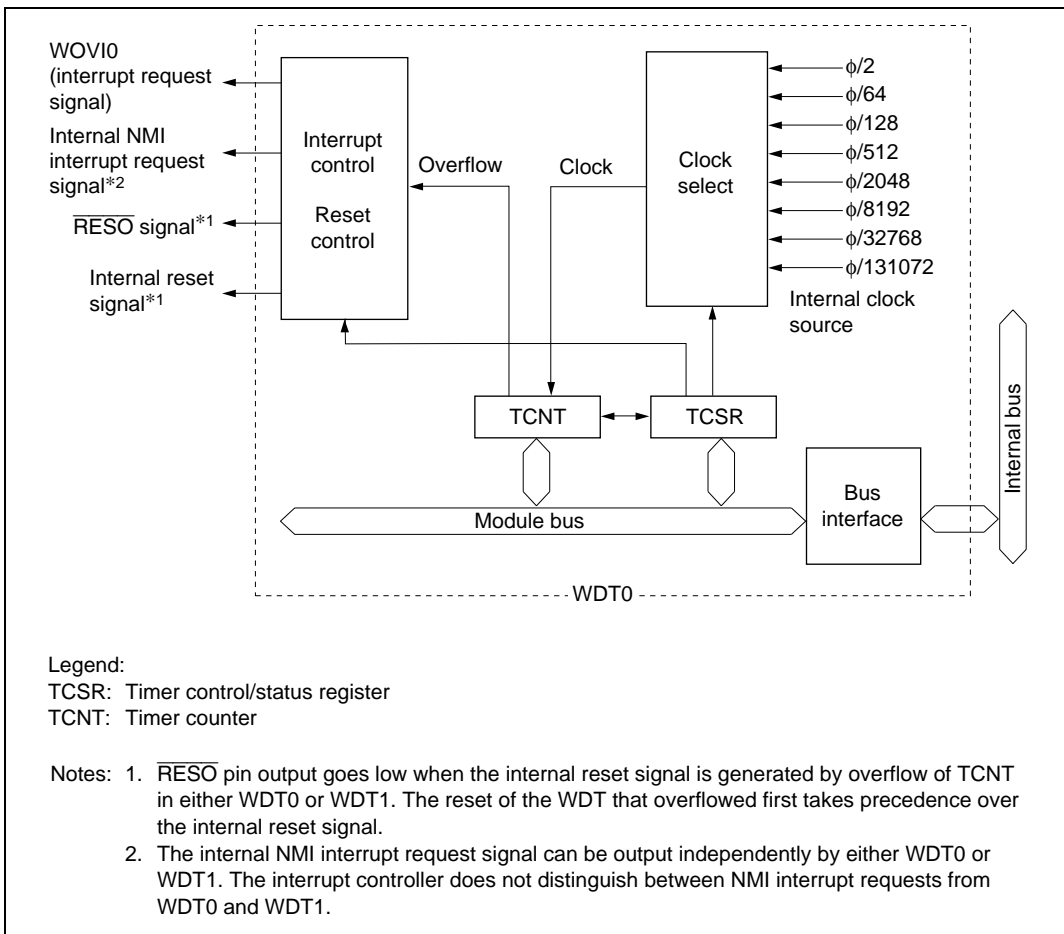 WOVI0
(interrupt request
signal)
Internal NMI
interrupt request
signal*2
RESO signal*1
Internal reset
signal*1
Interrupt
control
Reset
control
Overflow
Clock
Clock
select
ϕ/2
ϕ/64
ϕ/128
ϕ/512
ϕ/2048
ϕ/8192
ϕ/32768
ϕ/131072
Internal clock
source
TCNT
TCSR
Module bus
Bus
interface
Internal bus
WDT0
Legend:
TCSR: Timer control/status register
TCNT: Timer counter
Notes: 1. RESO pin output goes low when the internal reset signal is generated by overflow of TCNT
in either WDT0 or WDT1. The reset of the WDT that overflowed first takes precedence over
the internal reset signal.
2. The internal NMI interrupt request signal can be output independently by either WDT0 or
WDT1. The interrupt controller does not distinguish between NMI interrupt requests from
WDT0 and WDT1.